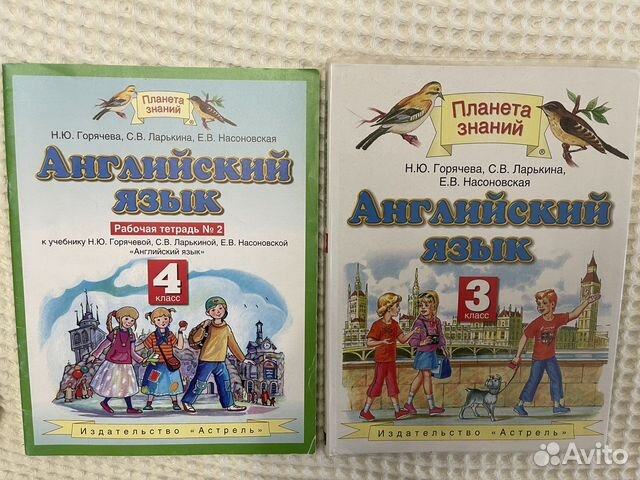 Планета
знаний
®
Н.Ю. Горячева, С.В. Ларькина, Е.В. Насоновская
Английский
язык
Рабочая тетрадь № 2
к учебнику Н.Ю. Горячевой, С.В. Ларькиной, Е.В. Насоновской
«Английский язык»
4
класс
Издательство «Астрель»
Планета
знаний
®
Н.Ю. Горячева, С.В. Ларькина,
Е.В. Насоновская
Английский
язык
3
класс
Издательство «Астрель»
Avito